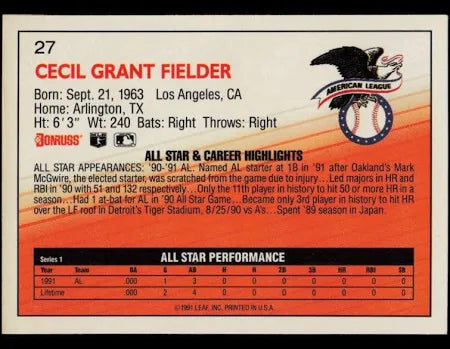 27
CECIL GRANT FIELDER
AMERICAN LEAGUE
Born: Sept. 21, 1963 Los Angeles, CA
Home: Arlington, TX
Ht: 6'3" Wt: 240 Bats: Right Throws: Right
DONRUSS
ALL STAR & CAREER HIGHLIGHTS
ALL STAR APPEARANCES: '90-'91 AL. Named AL starter at 1B in '91 after Oakland's Mark
McGwire, the elected starter, was scratched from the game due to injury...Led majors in HR and
RBI in '90 with 51 and 132 respectively...Only the 11th player in history to hit 50 or more HR in a
season...Had 1 at-bat for AL in '90 All Star Game...Became only 3rd player in history to hit HR
over the LF roof in Detroit's Tiger Stadium, 8/25/90 vs A's...Spent '89 season in Japan.
Series 1 ALL STAR PERFORMANCE
Year Team BA G AB R H 2B 3B HR RBI SB
1991 AL .000 1 3 0 0 0 0 0 0 0
Lifetime .000 2 4 0 0 0 0 0 0 0
©1991 LEAF, INC. PRINTED IN U.S.A.